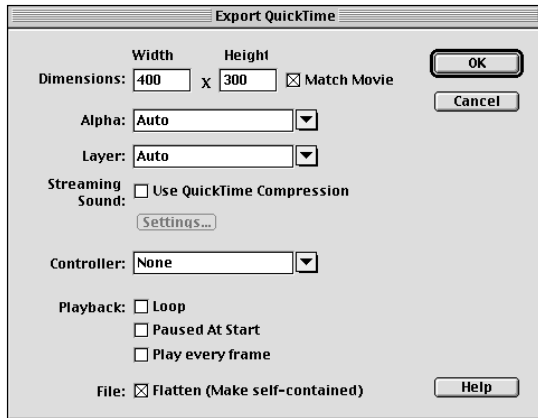 Export QuickTime
Width Height
Dimensions: 400 x 300 Match Movie
OK
Cancel
Alpha: Auto
Layer: Auto
Streaming Sound: Use QuickTime Compression
Settings...
Controller: None
Playback: Loop
Paused At Start
Play every frame
File: Flatten (Make self-contained)
Help